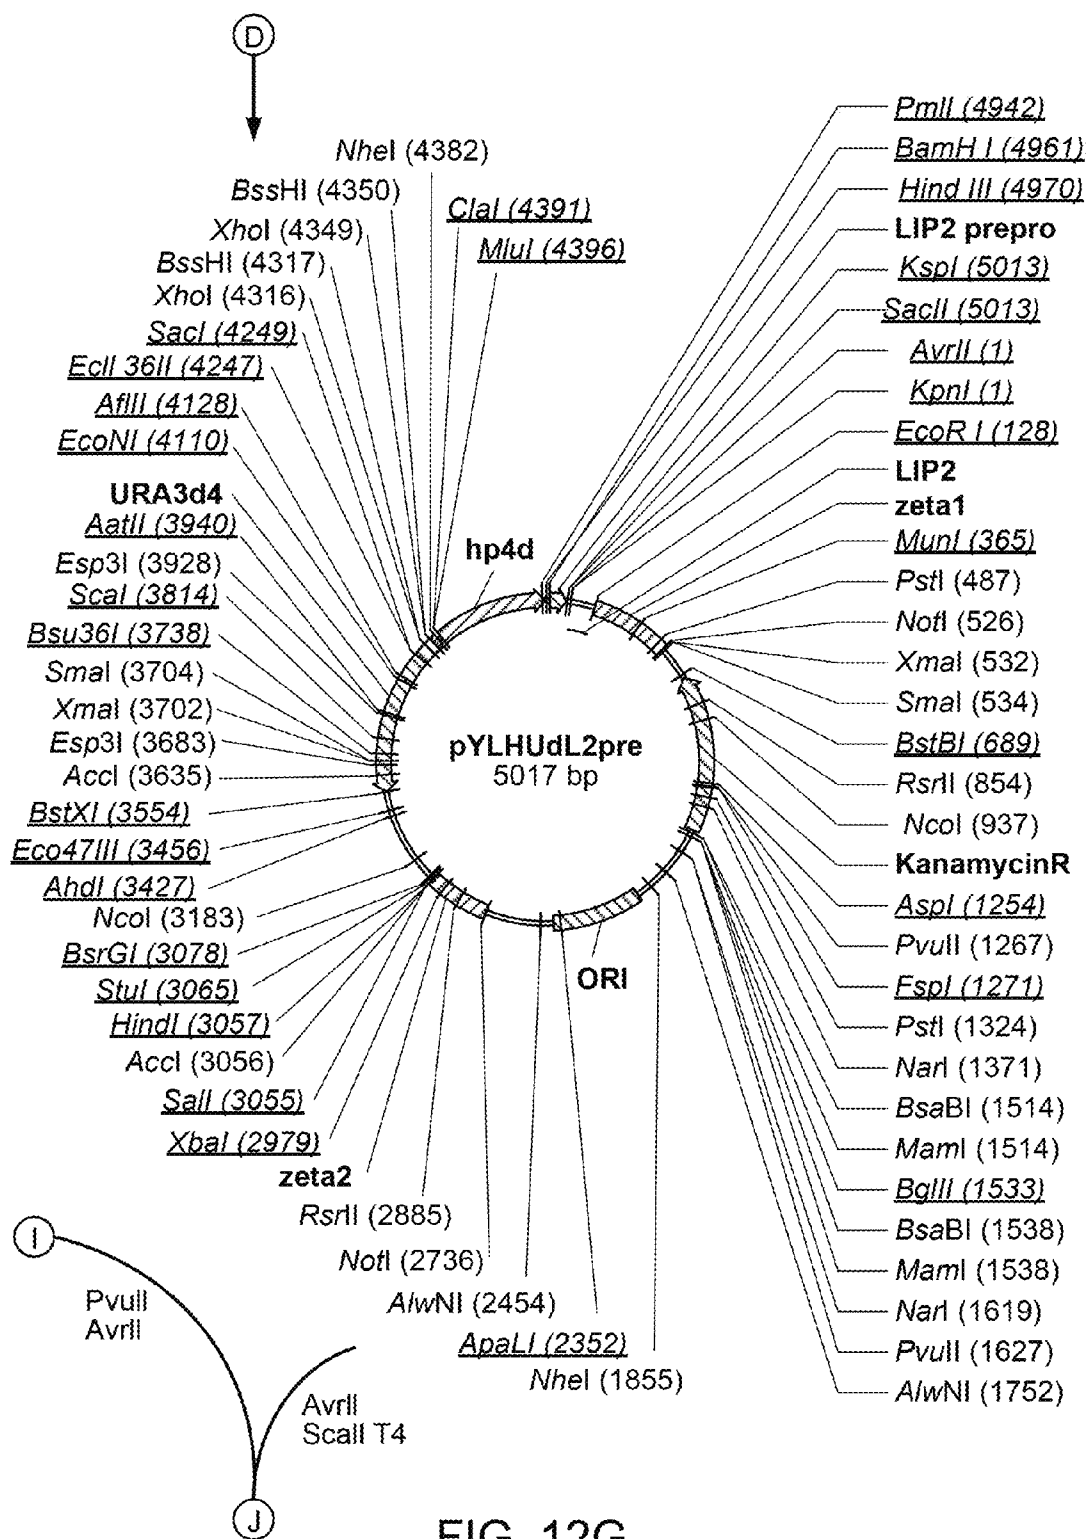 D
NheI (4382)
BssHI (4350)
XhoI (4349)
BssHI (4317)
XhoI (4316)
SacI (4249)
EclI 36II (4247)
AflII (4128)
EcoNI (4110)
URA3d4
AatII (3940)
Esp3I (3928)
ScaI (3814)
Bsu36I (3738)
SmaI (3704)
XmaI (3702)
Esp3I (3683)
AccI (3635)
BstXI (3554)
Eco47III (3456)
AhdI (3427)
NcoI (3183)
BsrGI (3078)
StuI (3065)
HindI (3057)
AccI (3056)
SalI (3055)
XbaI (2979)
zeta2
RsrII (2885)
NotI (2736)
AlwNI (2454)
ApaLI (2352)
NheI (1855)
ClaI (4391)
MluI (4396)
hp4d
pYLHUdL2pre
5017 bp
ORI
PmlI (4942)
BamH I (4961)
Hind III (4970)
LIP2 prepro
KspI (5013)
SacII (5013)
AvrII (1)
KpnI (1)
EcoR I (128)
LIP2
zeta1
MunI (365)
PstI (487)
NotI (526)
XmaI (532)
SmaI (534)
BstBI (689)
RsrII (854)
NcoI (937)
KanamycinR
AspI (1254)
PvuII (1267)
FspI (1271)
PstI (1324)
NarI (1371)
BsaBI (1514)
MamI (1514)
BglII (1533)
BsaBI (1538)
MamI (1538)
NarI (1619)
PvuII (1627)
AlwNI (1752)
I
PvuII
AvrII
AvrII
ScaII T4
J
FIG. 12G